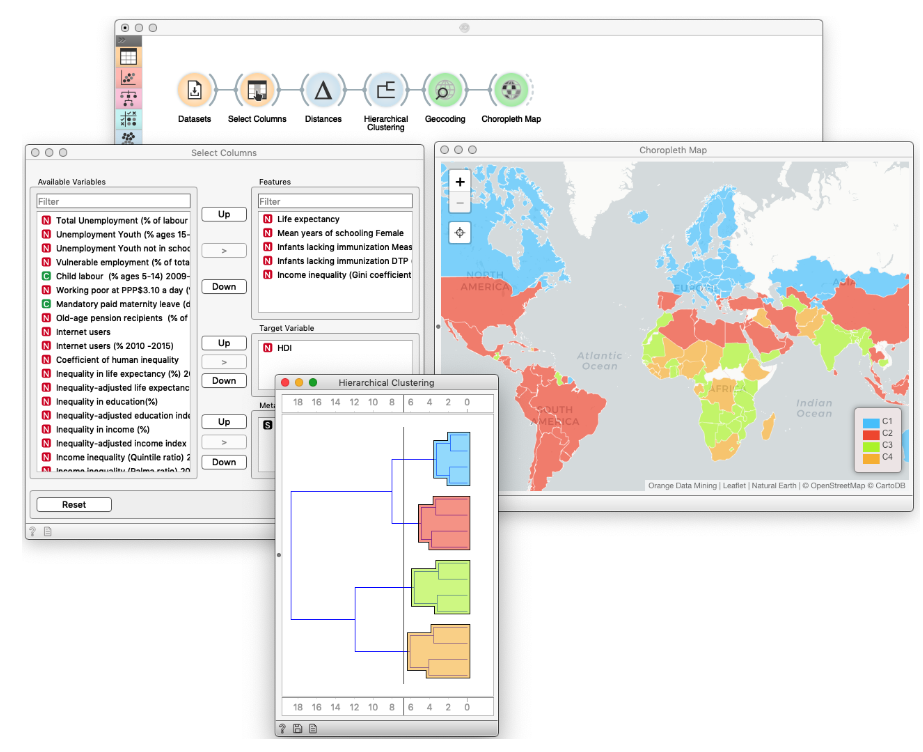 Datasets
Select Columns
Distances
Hierarchical
Clustering
Geocoding
Choropleth Map
Select Columns
Available Variables
Filter
Total Unemployment (% of labour
Unemployment Youth (% ages 15-
Unemployment Youth not in schoo
Vulnerable employment (% of tota
Child labour (% ages 5-14) 2009-
Working poor at PPP$3.10 a day (
Mandatory paid maternity leave (d
Old-age pension recipients (% of
Internet users
Internet users (% 2010 -2015)
Coefficient of human inequality
Inequality in life expectancy (%) 2
Inequality-adjusted life expectanc
Inequality in education(%)
Inequality-adjusted education inde
Inequality in income (%)
Inequality-adjusted income index
Income inequality (Quintile ratio) 2
Income inequality (Palma ratio) 20
Up
>
Down
Up
>
Down
Up
>
Down
Features
Filter
Life expectancy
Mean years of schooling Female
Infants lacking immunization Meas
Infants lacking immunization DTP
Income inequality (Gini coefficient
Target Variable
HDI
Meta
S
Reset
Hierarchical Clustering
18 16 14 12 10 8 6 4 2 0
18 16 14 12 10 8 6 4 2 0
Choropleth Map
+
−
NORTH
AMERICA
EUROPE
ASIA
Atlantic
Ocean
AFRICA
SOUTH
AMERICA
Indian
Ocean
C1
C2
C3
C4
Orange Data Mining | Leaflet | Natural Earth | © OpenStreetMap © CartoDB